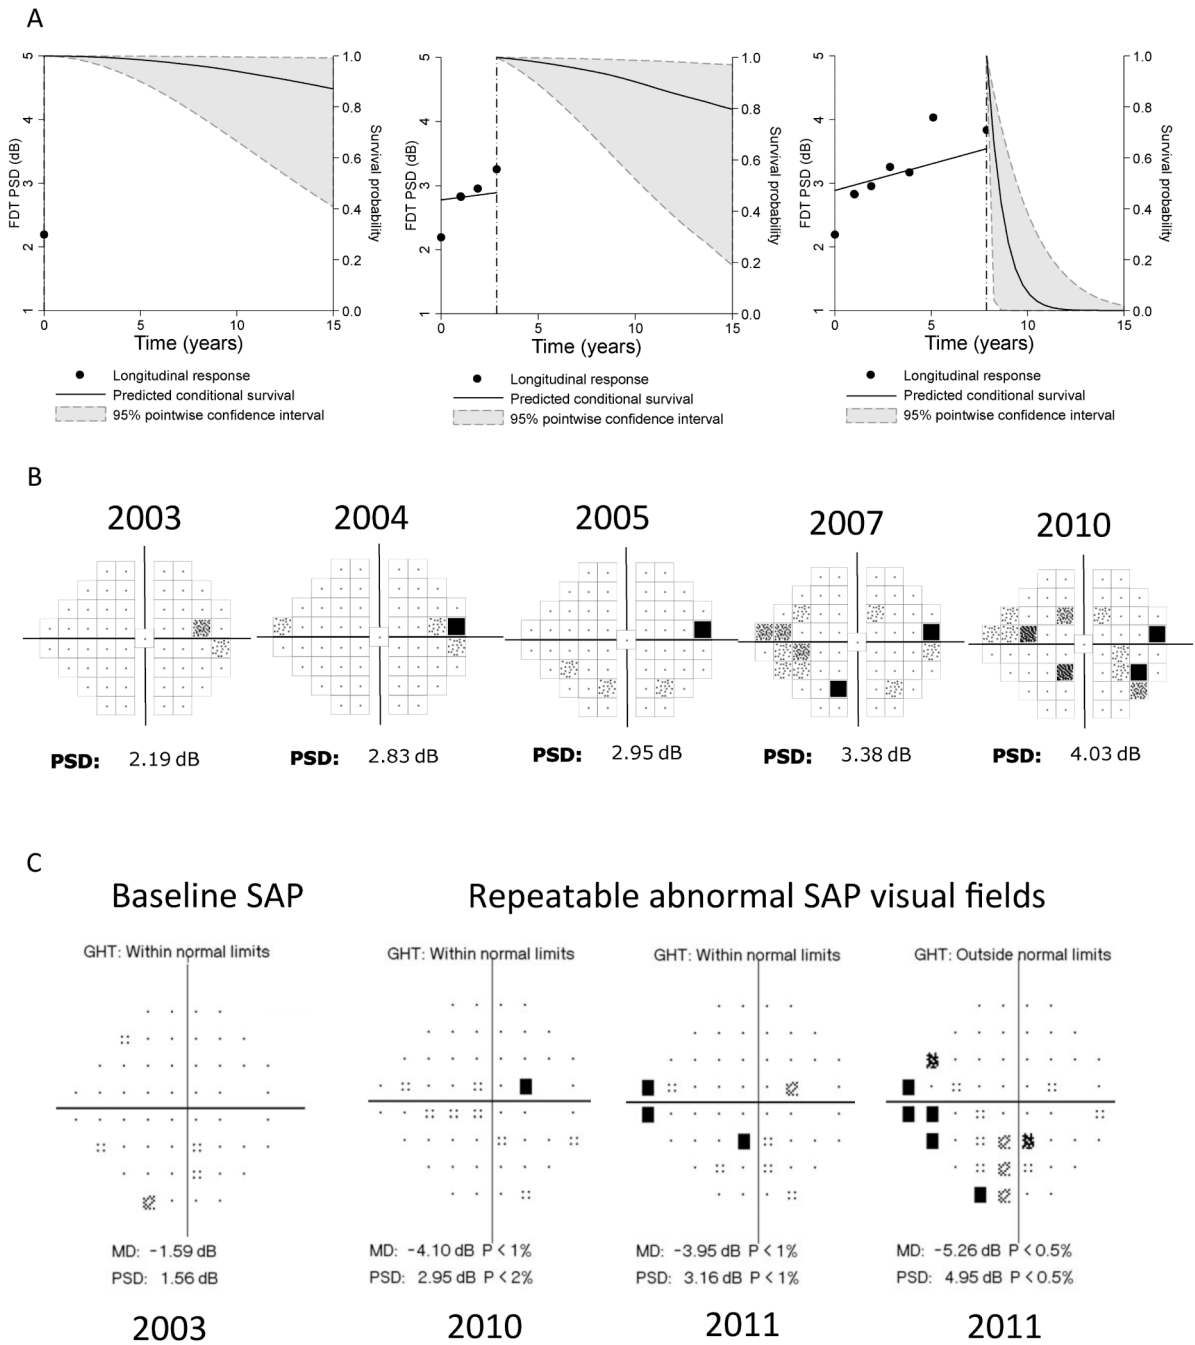 A
5
4
3
2
1
FDT PSD (dB)
0
5
10
15
Time (years)
1.0
0.8
0.6
0.4
0.2
0.0
Survival probability
Longitudinal response
Predicted conditional survival
95% pointwise confidence interval
5
4
3
2
1
FDT PSD (dB)
0
5
10
15
Time (years)
1.0
0.8
0.6
0.4
0.2
0.0
Survival probability
Longitudinal response
Predicted conditional survival
95% pointwise confidence interval
5
4
3
2
1
FDT PSD (dB)
0
5
10
15
Time (years)
1.0
0.8
0.6
0.4
0.2
0.0
Survival probability
Longitudinal response
Predicted conditional survival
95% pointwise confidence interval
B
2003
2004
2005
2007
2010
PSD: 2.19 dB
PSD: 2.83 dB
PSD: 2.95 dB
PSD: 3.38 dB
PSD: 4.03 dB
C
Baseline SAP
Repeatable abnormal SAP visual fields
GHT: Within normal limits
GHT: Within normal limits
GHT: Within normal limits
GHT: Outside normal limits
MD: -1.59 dB
PSD: 1.56 dB
2003
MD: -4.10 dB P < 1%
PSD: 2.95 dB P < 2%
2010
MD: -3.95 dB P < 1%
PSD: 3.16 dB P < 1%
2011
MD: -5.26 dB P < 0.5%
PSD: 4.95 dB P < 0.5%
2011